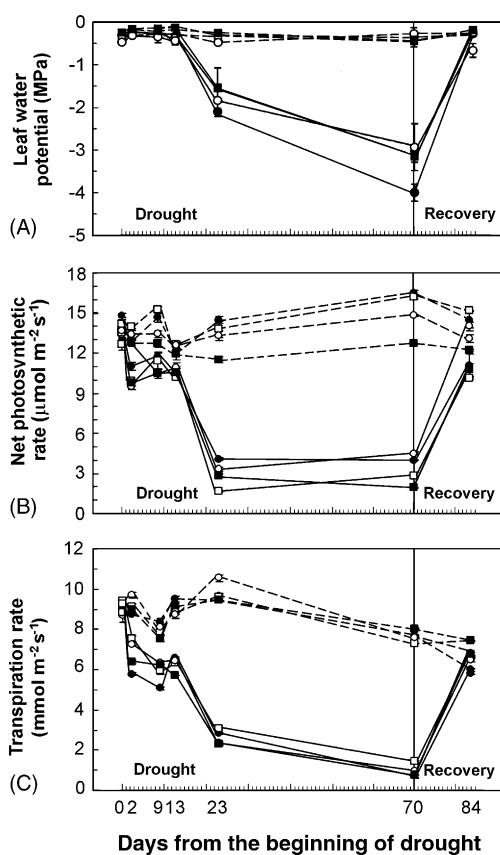 0
-1
-2
-3
-4
-5
Leaf water
potential (MPa)
(A)
Drought
Recovery
18
15
12
9
6
3
0
Net photosynthetic
rate (μmol m-2 s-1)
(B)
Drought
Recovery
12
10
8
6
4
2
0
Transpiration rate
(mmol m-2 s-1)
(C)
Drought
Recovery
0 2 9 13 23 70 84
Days from the beginning of drought